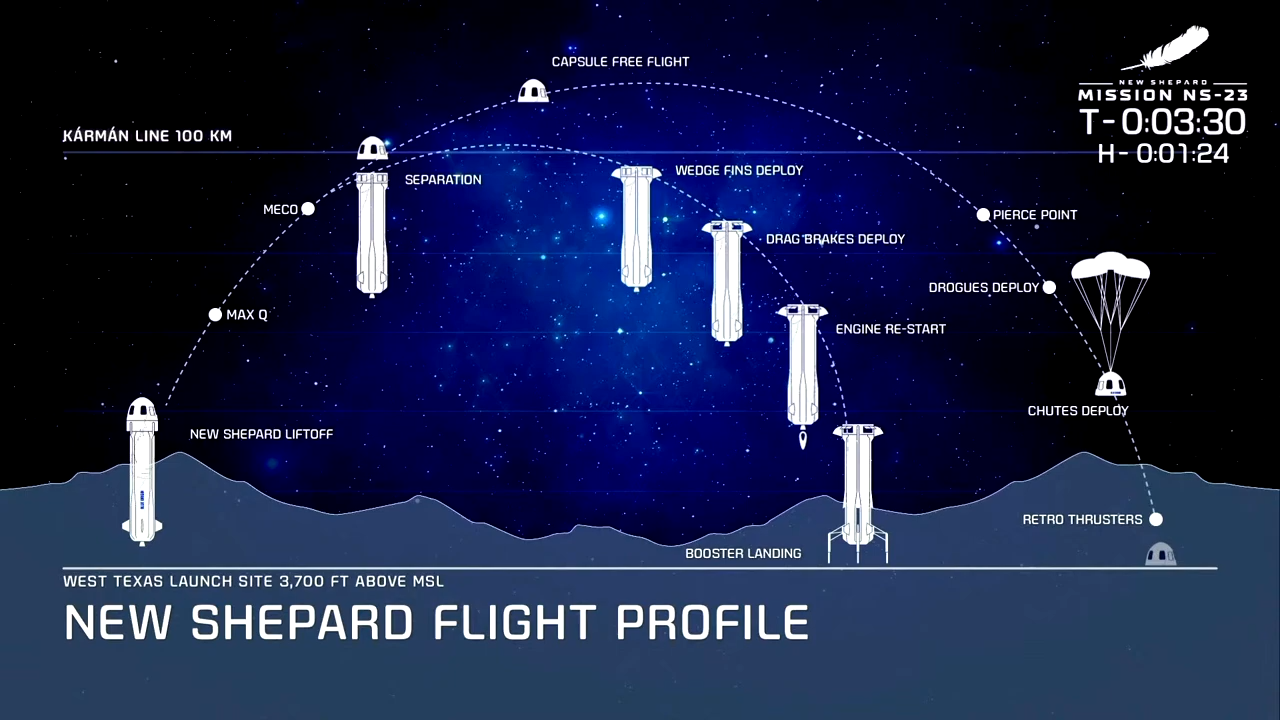 CAPSULE FREE FLIGHT
NEW SHEPARD
MISSION NS-23
T- 0:03:30
H- 0:01:24
KÁRMÁN LINE 100 KM
SEPARATION
WEDGE FINS DEPLOY
MECO
PIERCE POINT
DRAG BRAKES DEPLOY
DROGUES DEPLOY
MAX Q
ENGINE RE-START
CHUTES DEPLOY
NEW SHEPARD LIFTOFF
RETRO THRUSTERS
BOOSTER LANDING
WEST TEXAS LAUNCH SITE 3,700 FT ABOVE MSL
NEW SHEPARD FLIGHT PROFILE